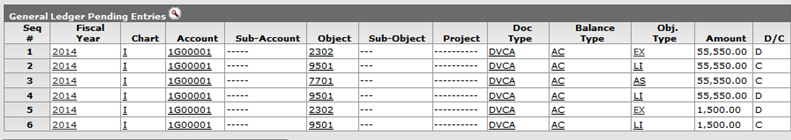 General Ledger Pending Entries
Seq # Fiscal Year Chart Account Sub-Account Object Sub-Object Project Doc Type Balance Type Obj. Type Amount D/C
1 2014 I 1G00001 ----- 2302 --- ---------- DVCA AC EX 55,550.00 D
2 2014 I 1G00001 ----- 9501 --- ---------- DVCA AC LI 55,550.00 C
3 2014 I 1G00001 ----- 7701 --- ---------- DVCA AC AS 55,550.00 C
4 2014 I 1G00001 ----- 9501 --- ---------- DVCA AC LI 55,550.00 D
5 2014 I 1G00001 ----- 2302 --- ---------- DVCA AC EX 1,500.00 D
6 2014 I 1G00001 ----- 9501 --- ---------- DVCA AC LI 1,500.00 C